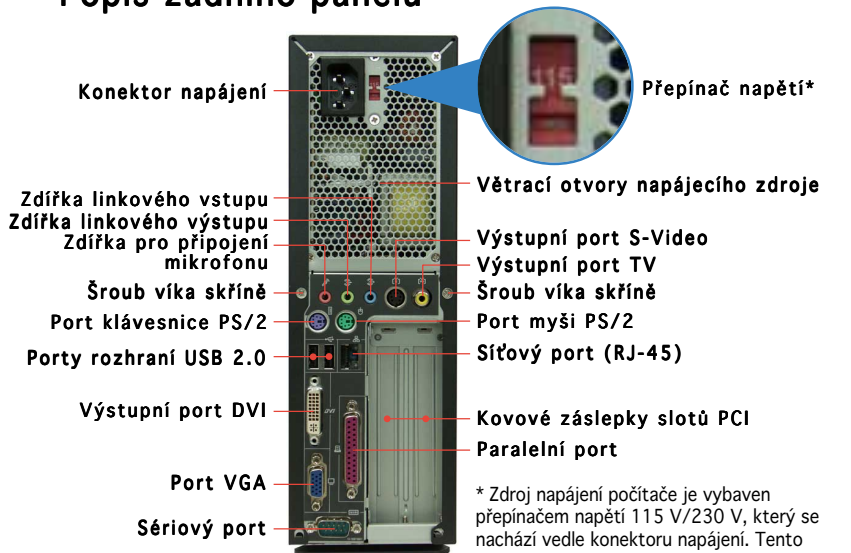 Popis zadního panelu
Konektor napájení
115
Přepínač napětí*
Větrací otvory napájecího zdroje
Zdířka linkového vstupu
Zdířka linkového výstupu
Zdířka pro připojení
mikrofonu
Výstupní port S-Video
Výstupní port TV
Šroub víka skříně
Šroub víka skříně
Port klávesnice PS/2
Port myši PS/2
Porty rozhraní USB 2.0
Síťový port (RJ-45)
Výstupní port DVI
DVI
Kovové záslepky slotů PCI
Paralelní port
Port VGA
Sériový port
* Zdroj napájení počítače je vybaven
přepínačem napětí 115 V/230 V, který se
nachází vedle konektoru napájení. Tento